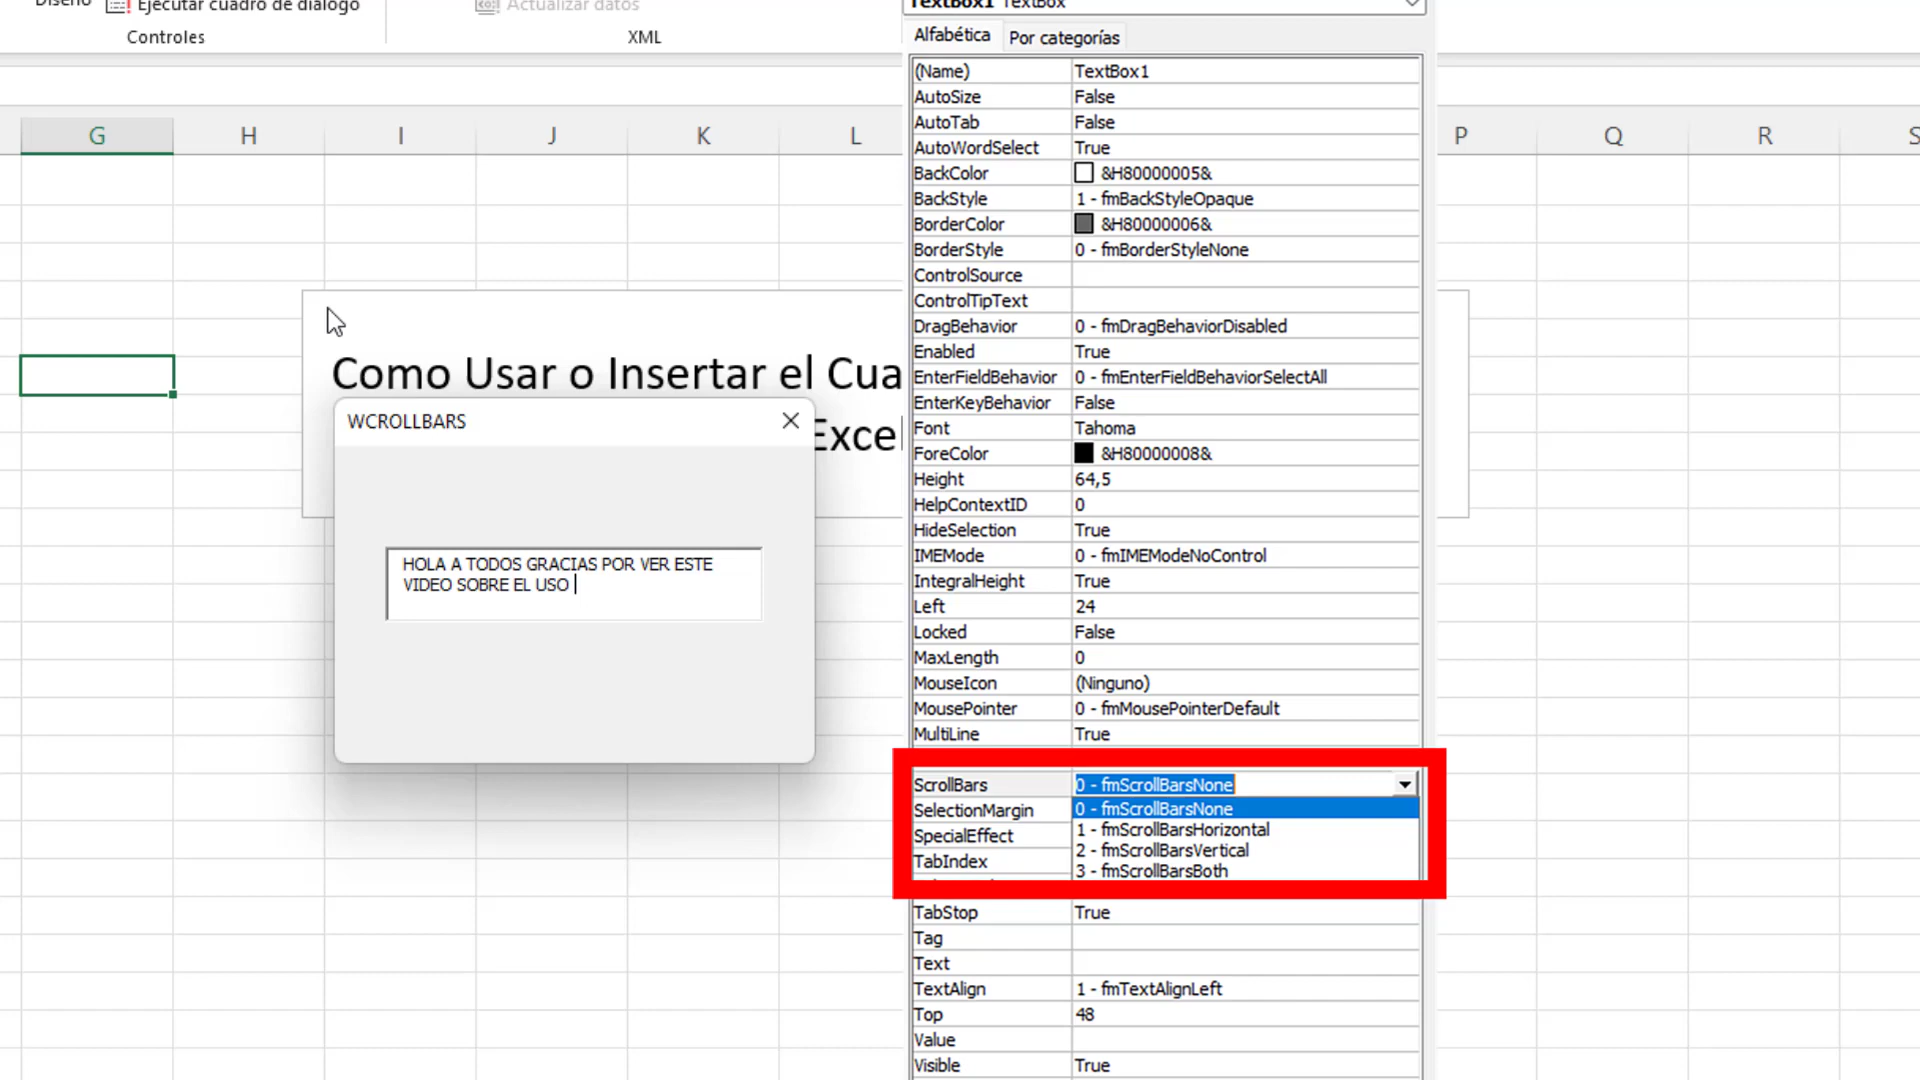 Diseño
Ejecutar cuadro de diálogo
Actualizar datos
Controles
XML
TextBox1 TextBox
Alfabética
Por categorías
G
H
I
J
K
L
P
Q
R
S
Como Usar o Insertar el Cua
Excel
WCROLLBARS
HOLA A TODOS GRACIAS POR VER ESTE
VIDEO SOBRE EL USO
(Name) TextBox1
AutoSize False
AutoTab False
AutoWordSelect True
BackColor &H80000005&
BackStyle 1 - fmBackStyleOpaque
BorderColor &H80000006&
BorderStyle 0 - fmBorderStyleNone
ControlSource
ControlTipText
DragBehavior 0 - fmDragBehaviorDisabled
Enabled True
EnterFieldBehavior 0 - fmEnterFieldBehaviorSelectAll
EnterKeyBehavior False
Font Tahoma
ForeColor &H80000008&
Height 64,5
HelpContextID 0
HideSelection True
IMEMode 0 - fmIMEModeNoControl
IntegralHeight True
Left 24
Locked False
MaxLength 0
MouseIcon (Ninguno)
MousePointer 0 - fmMousePointerDefault
MultiLine True
ScrollBars 0 - fmScrollBarsNone
SelectionMargin 0 - fmScrollBarsNone
SpecialEffect 1 - fmScrollBarsHorizontal
2 - fmScrollBarsVertical
TabIndex 3 - fmScrollBarsBoth
TabStop True
Tag
Text
TextAlign 1 - fmTextAlignLeft
Top 48
Value
Visible True